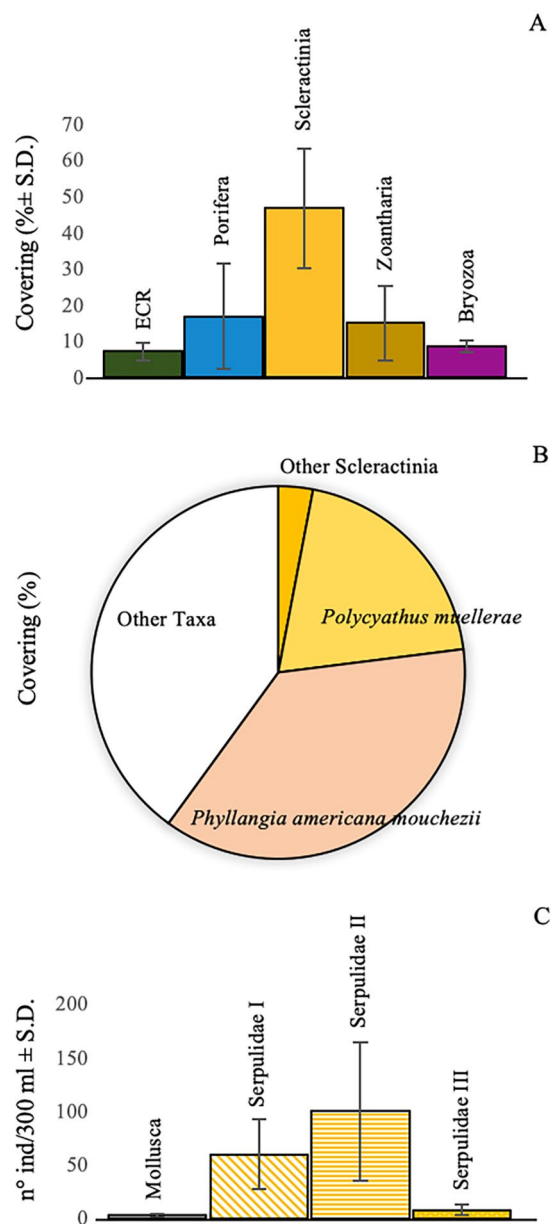 A
Covering (%± S.D.)
70
60
50
40
30
20
10
0
ECR
Porifera
Scleractinia
Zoantharia
Bryozoa
B
Covering (%)
Other Scleractinia
Other Taxa
Polycyathus muellerae
Phyllangia americana mouchezii
C
n° ind/300 ml ± S.D.
200
150
100
50
0
Mollusca
Serpulidae I
Serpulidae II
Serpulidae III